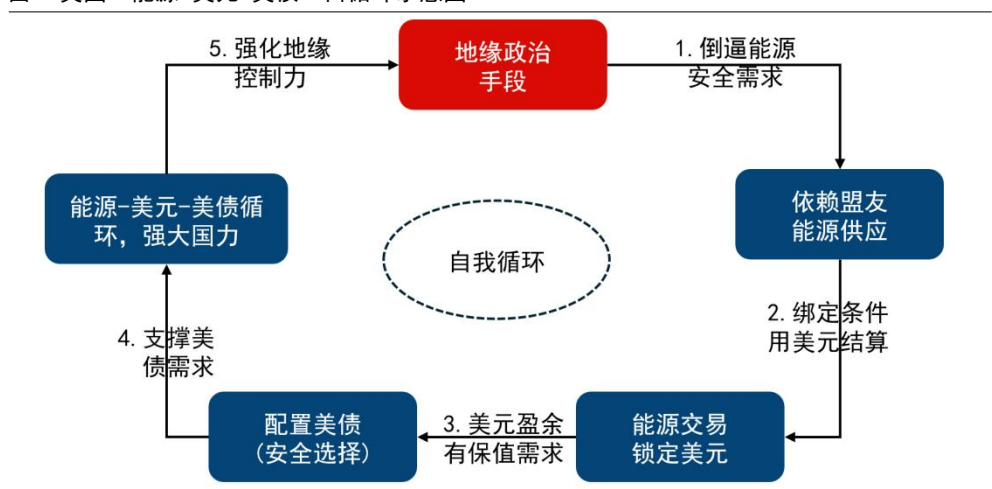 5. 强化地缘
控制力
地缘政治
手段
1. 倒逼能源
安全需求
能源-美元-美债循
环，强大国力
依赖盟友
能源供应
自我循环
4. 支撑美
债需求
2. 绑定条件
用美元结算
配置美债
(安全选择)
3. 美元盈余
有保值需求
能源交易
锁定美元